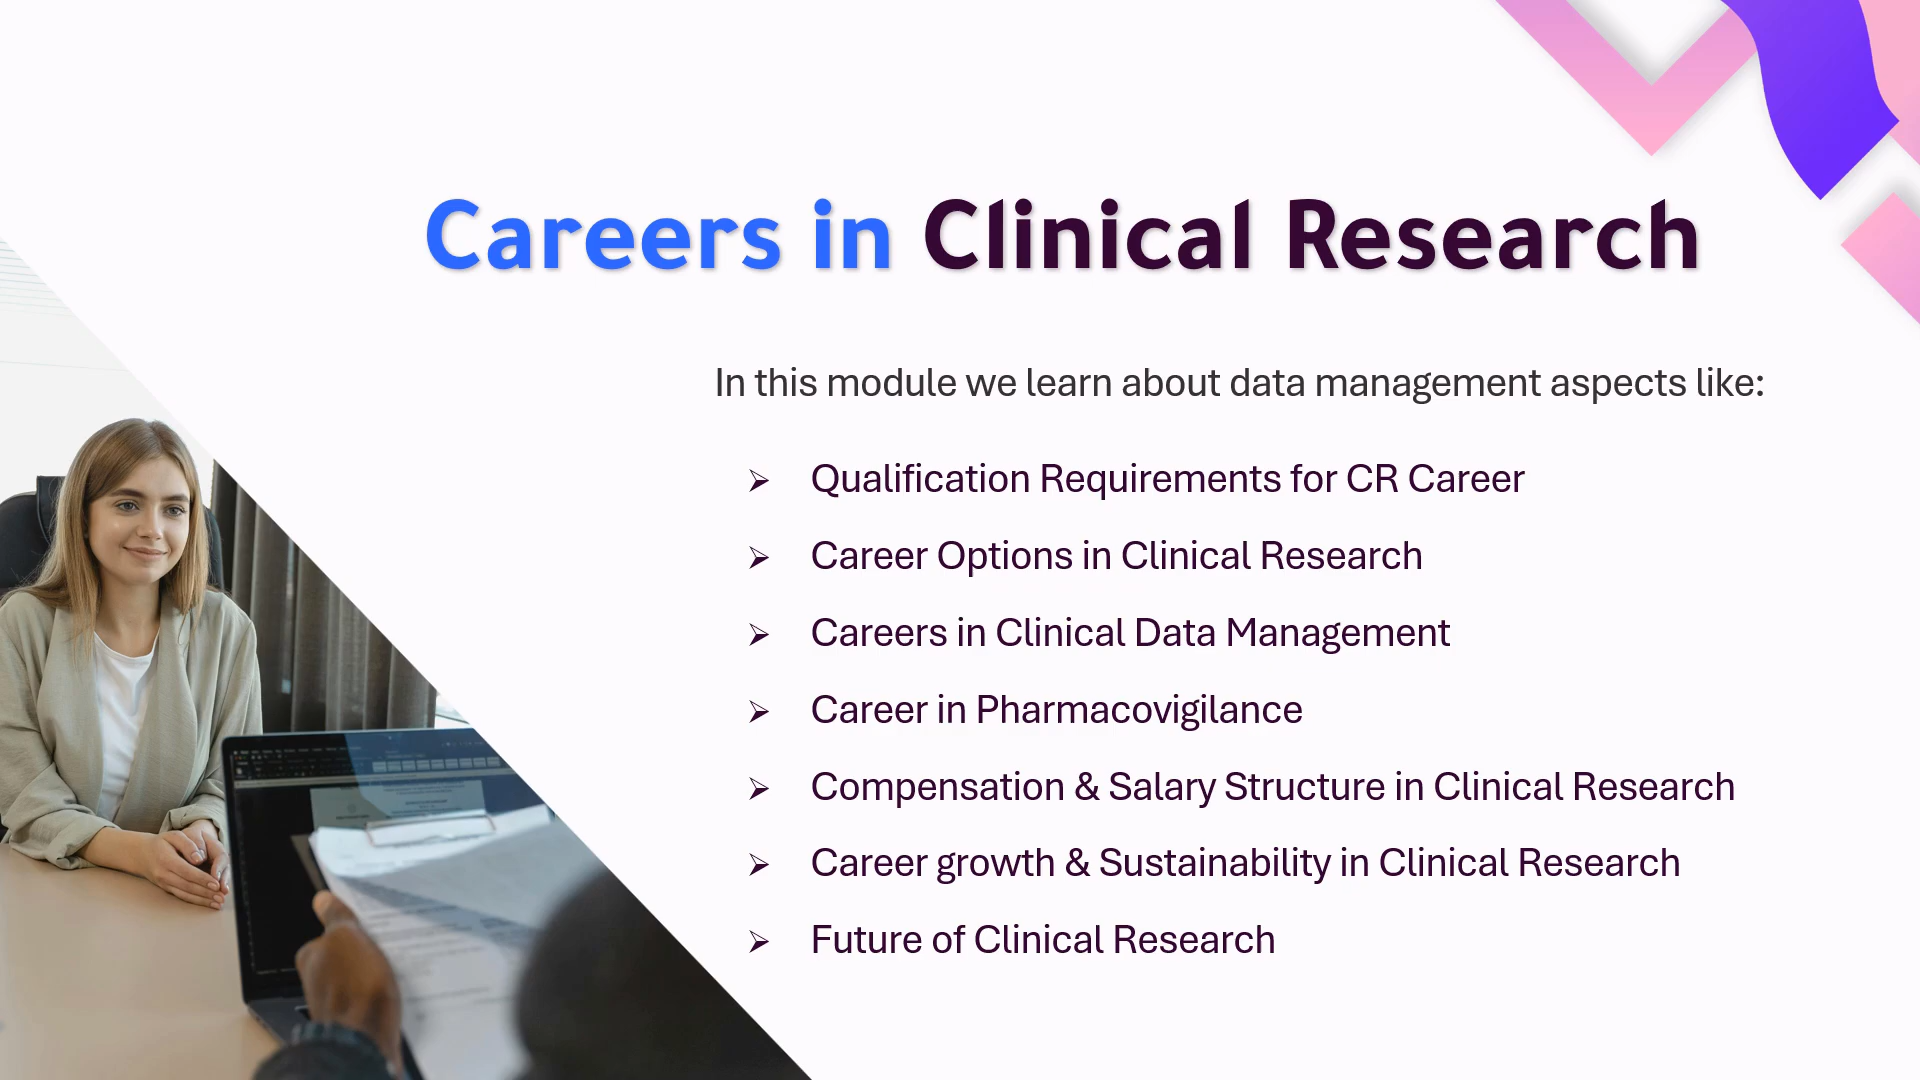 Careers in Clinical Research
In this module we learn about data management aspects like:
➢ Qualification Requirements for CR Career
➢ Career Options in Clinical Research
➢ Careers in Clinical Data Management
➢ Career in Pharmacovigilance
➢ Compensation & Salary Structure in Clinical Research
➢ Career growth & Sustainability in Clinical Research
➢ Future of Clinical Research